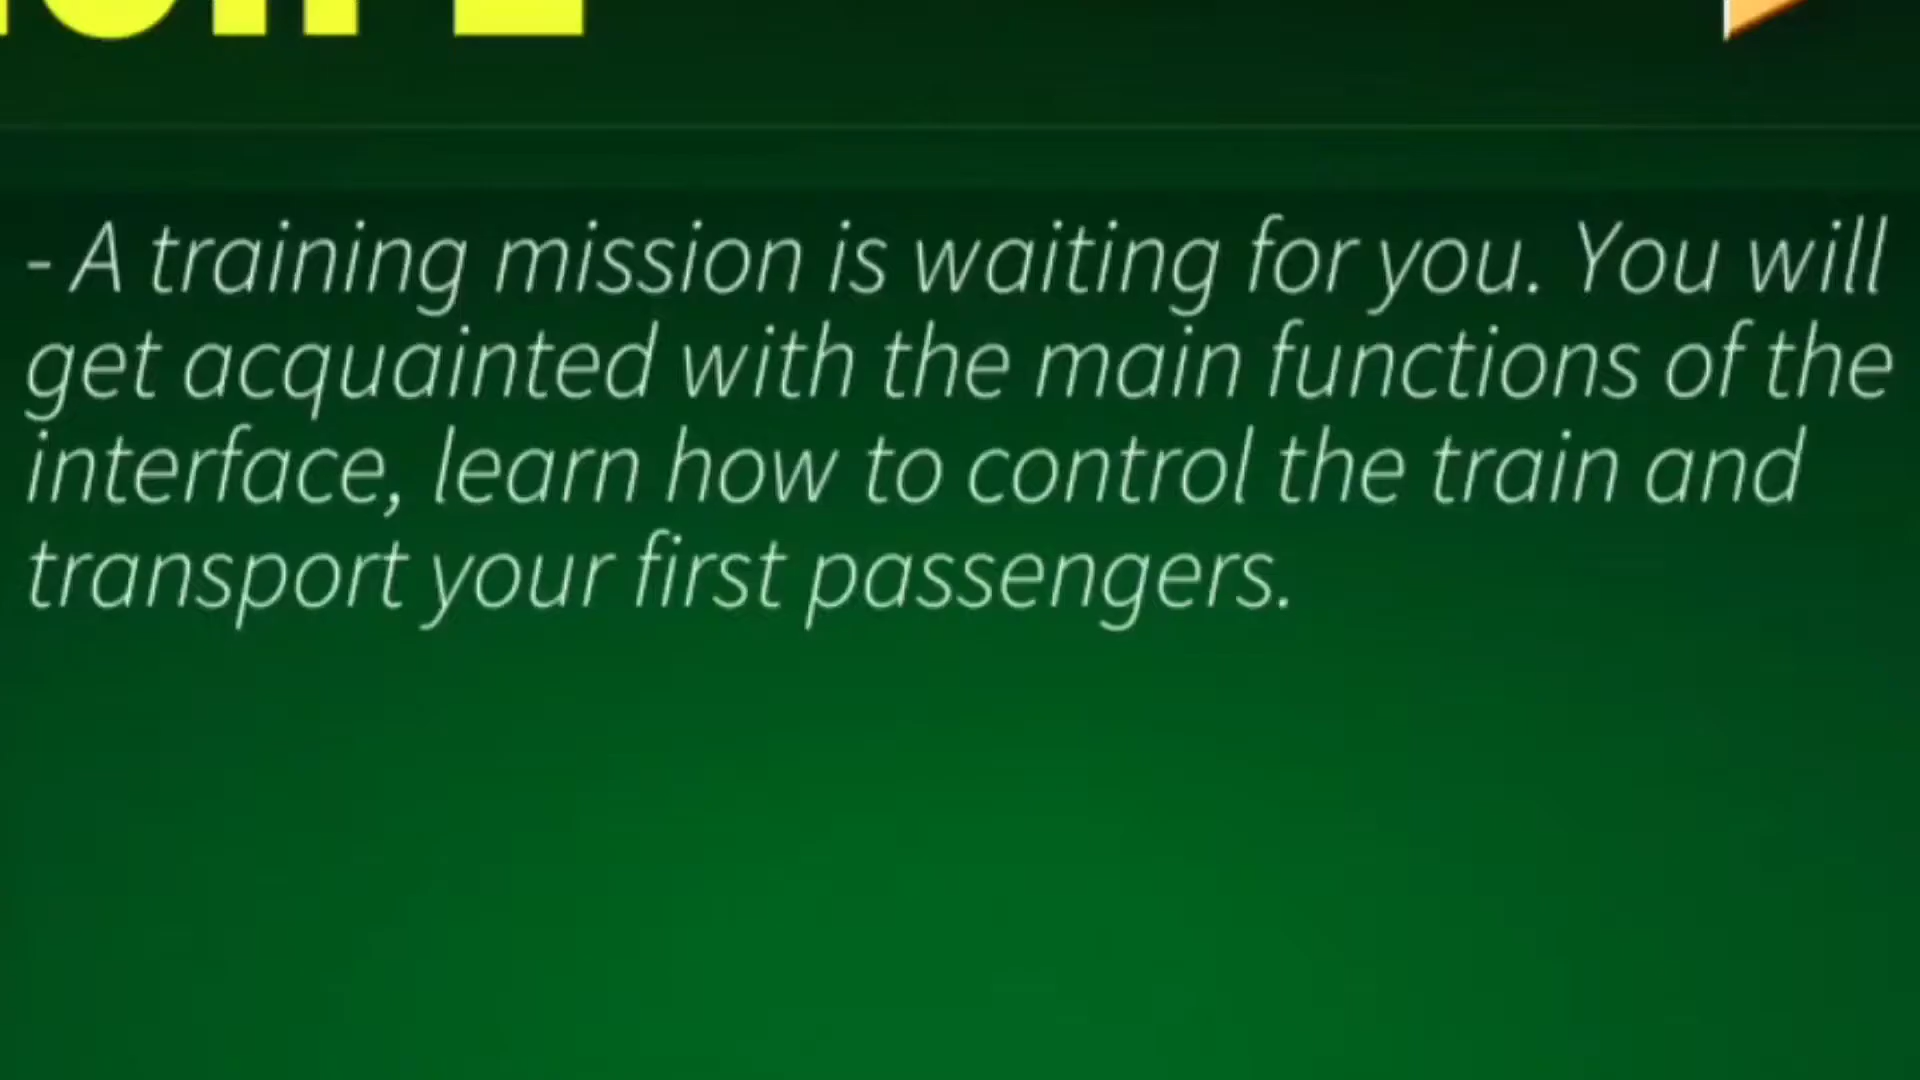 - A training mission is waiting for you. You will
get acquainted with the main functions of the
interface, learn how to control the train and
transport your first passengers.